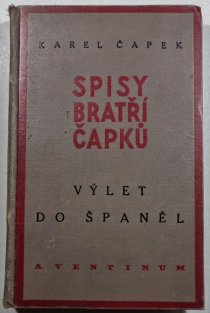 KAREL ČAPEK
SPISY
BRATŘÍ
ČAPKŮ
VÝLET
DO ŠPANĚL
AVENTINUM